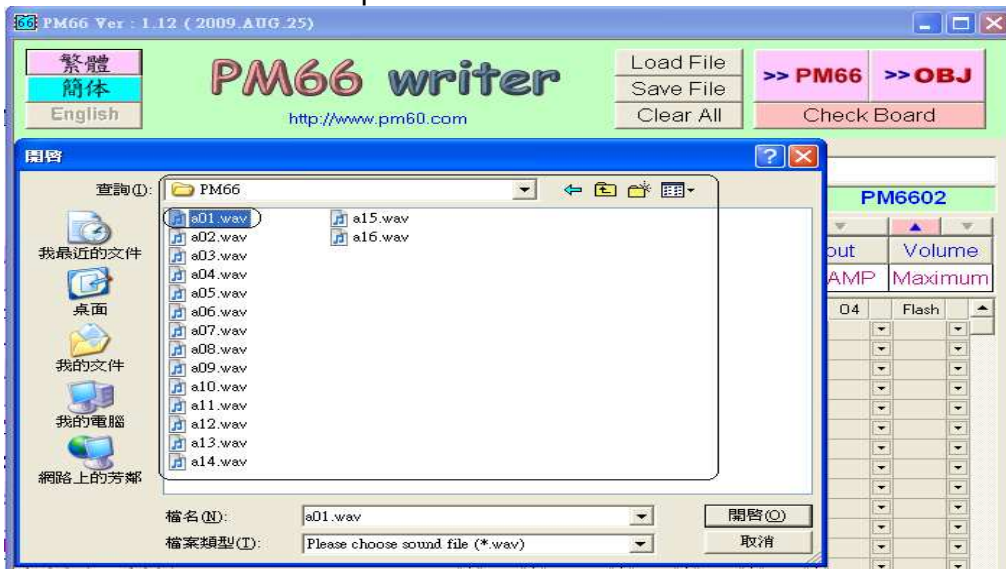 PM66 Ver : 1.12 ( 2009.AUG.25)
繁體
簡体
English
PM66 writer
http://www.pm60.com
Load File
Save File
Clear All
>> PM66
>>OBJ
Check Board
開啓
查詢(I):
PM66
PM6602
out
Volume
AMP
Maximum
04
Flash
我最近的文件
桌面
我的文件
我的電腦
網路上的芳鄰
a01.wav
a02.wav
a03.wav
a04.wav
a05.wav
a06.wav
a07.wav
a08.wav
a09.wav
a10.wav
a11.wav
a12.wav
a13.wav
a14.wav
a15.wav
a16.wav
檔名(N):
a01.wav
開啓(O)
檔案類型(T):
Please choose sound file (*.wav)
取消